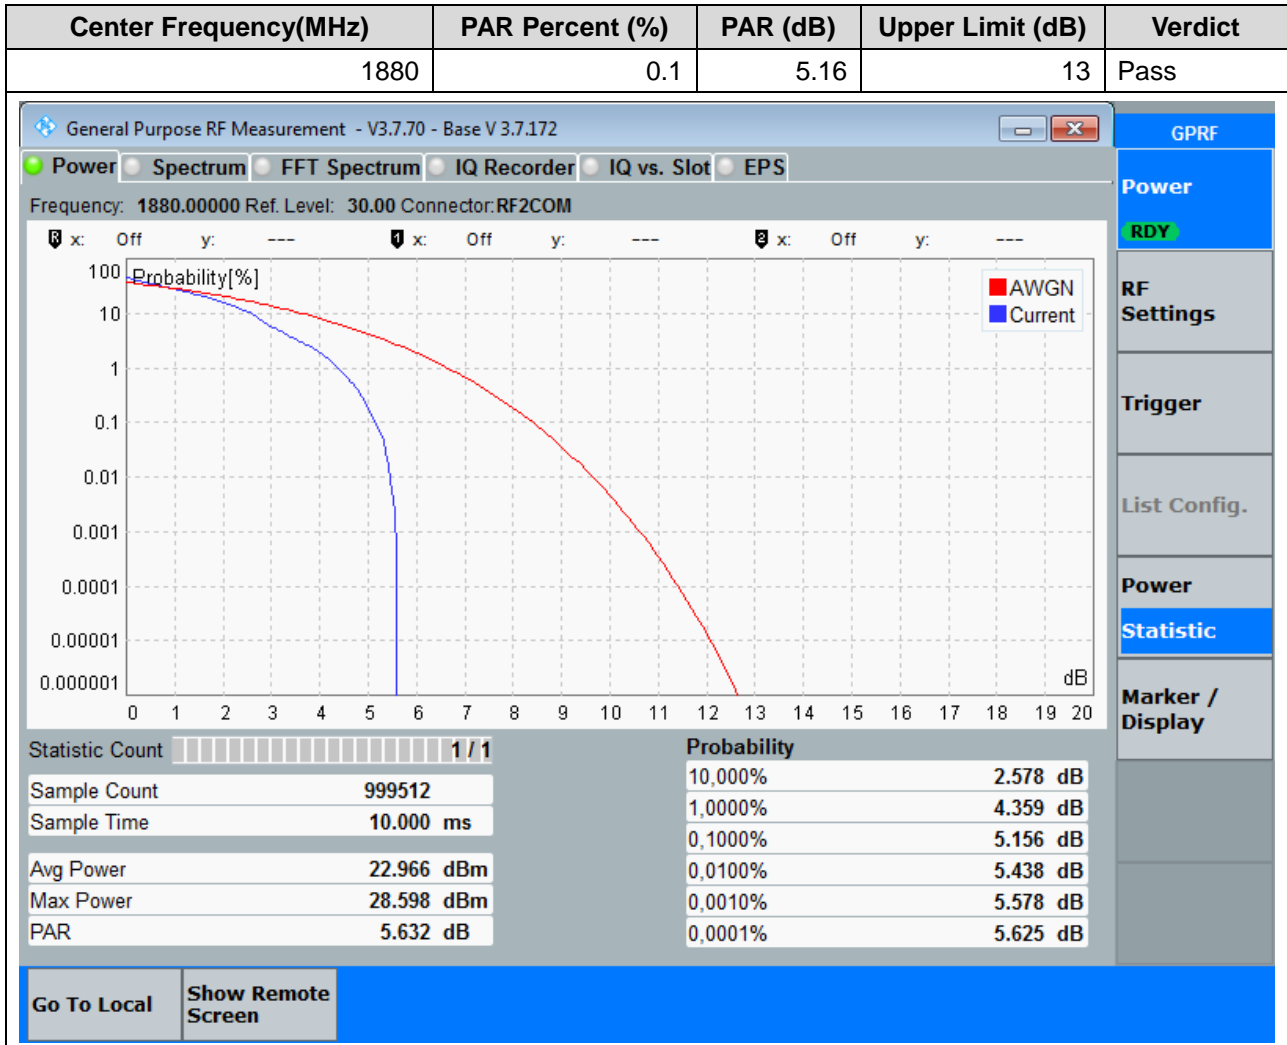 Center Frequency(MHz) PAR Percent (%) PAR (dB) Upper Limit (dB) Verdict
1880 0.1 5.16 13 Pass
General Purpose RF Measurement - V3.7.70 - Base V 3.7.172
GPRF
Power Spectrum FFT Spectrum IQ Recorder IQ vs. Slot EPS
Frequency: 1880.00000 Ref. Level: 30.00 Connector:RF2COM
R x: Off y: --- 1 x: Off y: --- 2 x: Off y: ---
Probability[%]
AWGN
Current
100
10
1
0.1
0.01
0.001
0.0001
0.00001
0.000001
dB
0 1 2 3 4 5 6 7 8 9 10 11 12 13 14 15 16 17 18 19 20
Statistic Count 1 / 1
Sample Count 999512
Sample Time 10.000 ms
Avg Power 22.966 dBm
Max Power 28.598 dBm
PAR 5.632 dB
Probability
10,000% 2.578 dB
1,0000% 4.359 dB
0,1000% 5.156 dB
0,0100% 5.438 dB
0,0010% 5.578 dB
0,0001% 5.625 dB
Power
RDY
RF
Settings
Trigger
List Config.
Power
Statistic
Marker /
Display
Go To Local
Show Remote
Screen